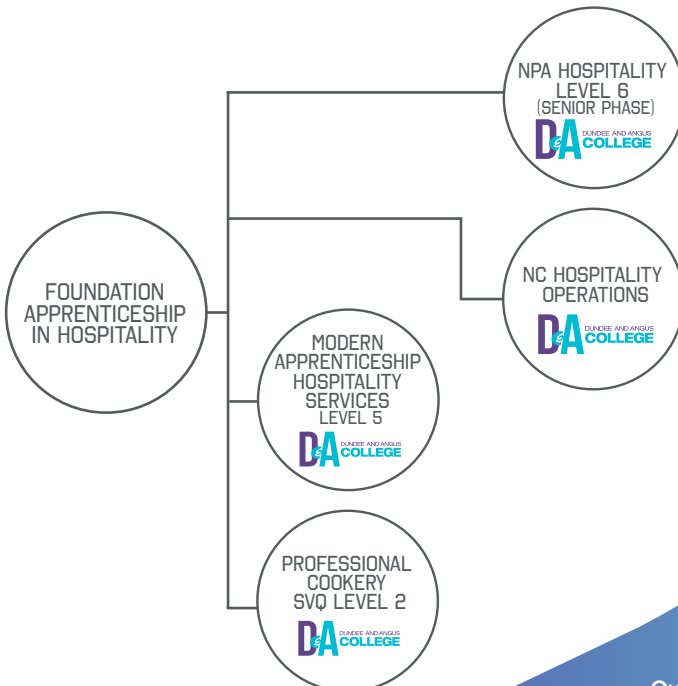 NPA HOSPITALITY
LEVEL 6
(SENIOR PHASE)
D&A DUNDEE AND ANGUS
COLLEGE
NC HOSPITALITY
OPERATIONS
D&A DUNDEE AND ANGUS
COLLEGE
FOUNDATION
APPRENTICESHIP
IN HOSPITALITY
MODERN
APPRENTICESHIP
HOSPITALITY
SERVICES
LEVEL 5
D&A DUNDEE AND ANGUS
COLLEGE
PROFESSIONAL
COOKERY
SVQ LEVEL 2
D&A DUNDEE AND ANGUS
COLLEGE